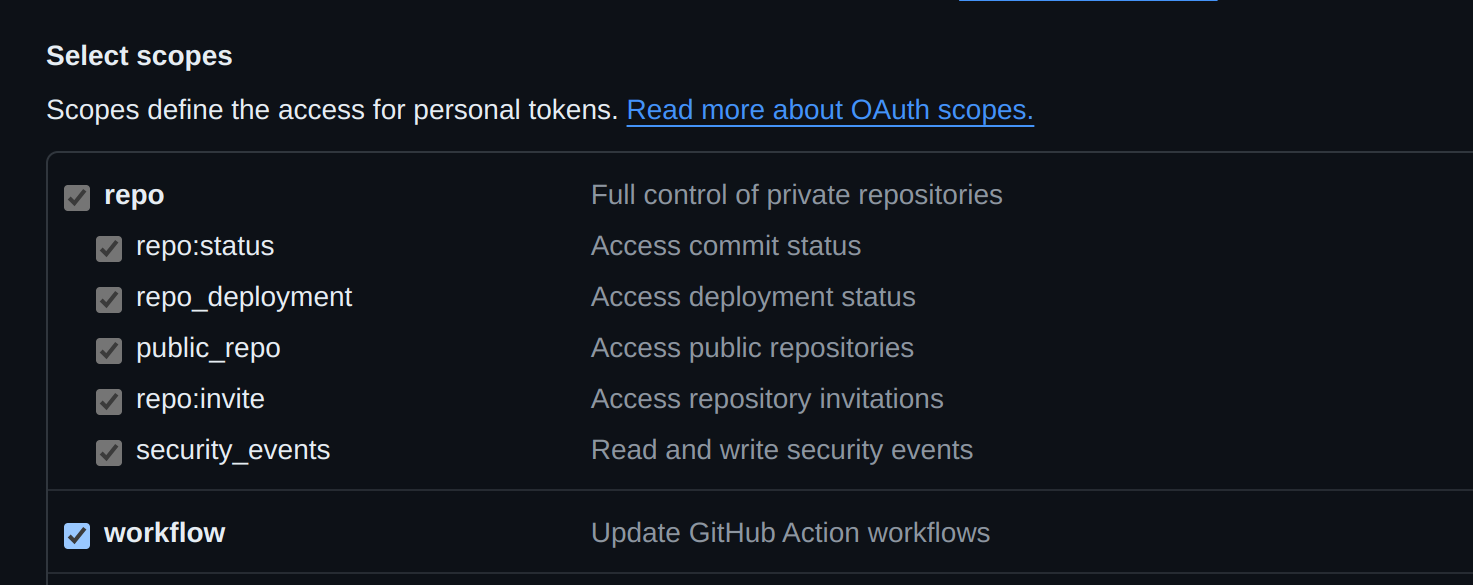 Select scopes
Scopes define the access for personal tokens. Read more about OAuth scopes.
repo Full control of private repositories
repo:status Access commit status
repo_deployment Access deployment status
public_repo Access public repositories
repo:invite Access repository invitations
security_events Read and write security events
workflow Update GitHub Action workflows